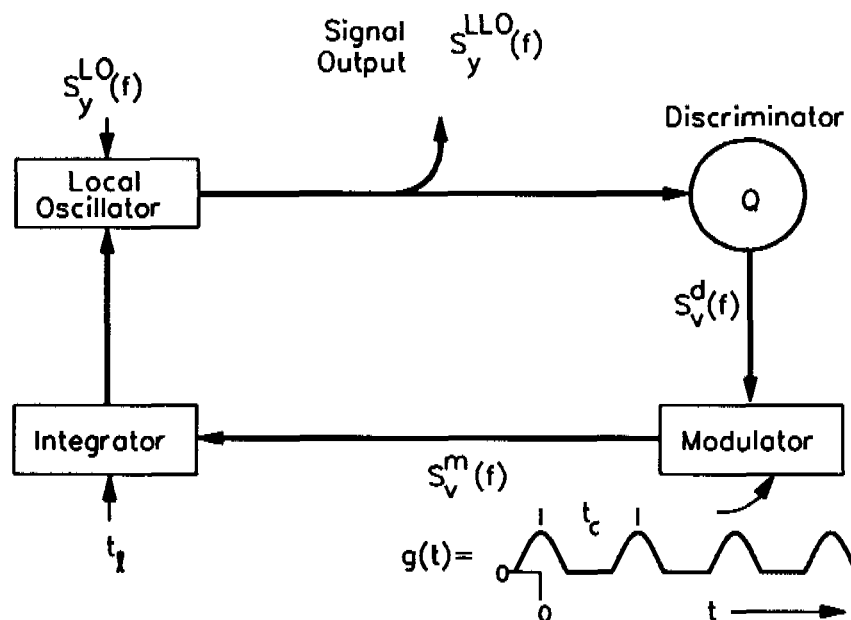 Signal Output S_y^{LLO}(f)
S_y^{LO}(f)
Discriminator
Local Oscillator
Q
S_v^d(f)
Integrator
Modulator
S_v^m(f)
t_ℓ
1 t_c 1
g(t)=
0
0
t